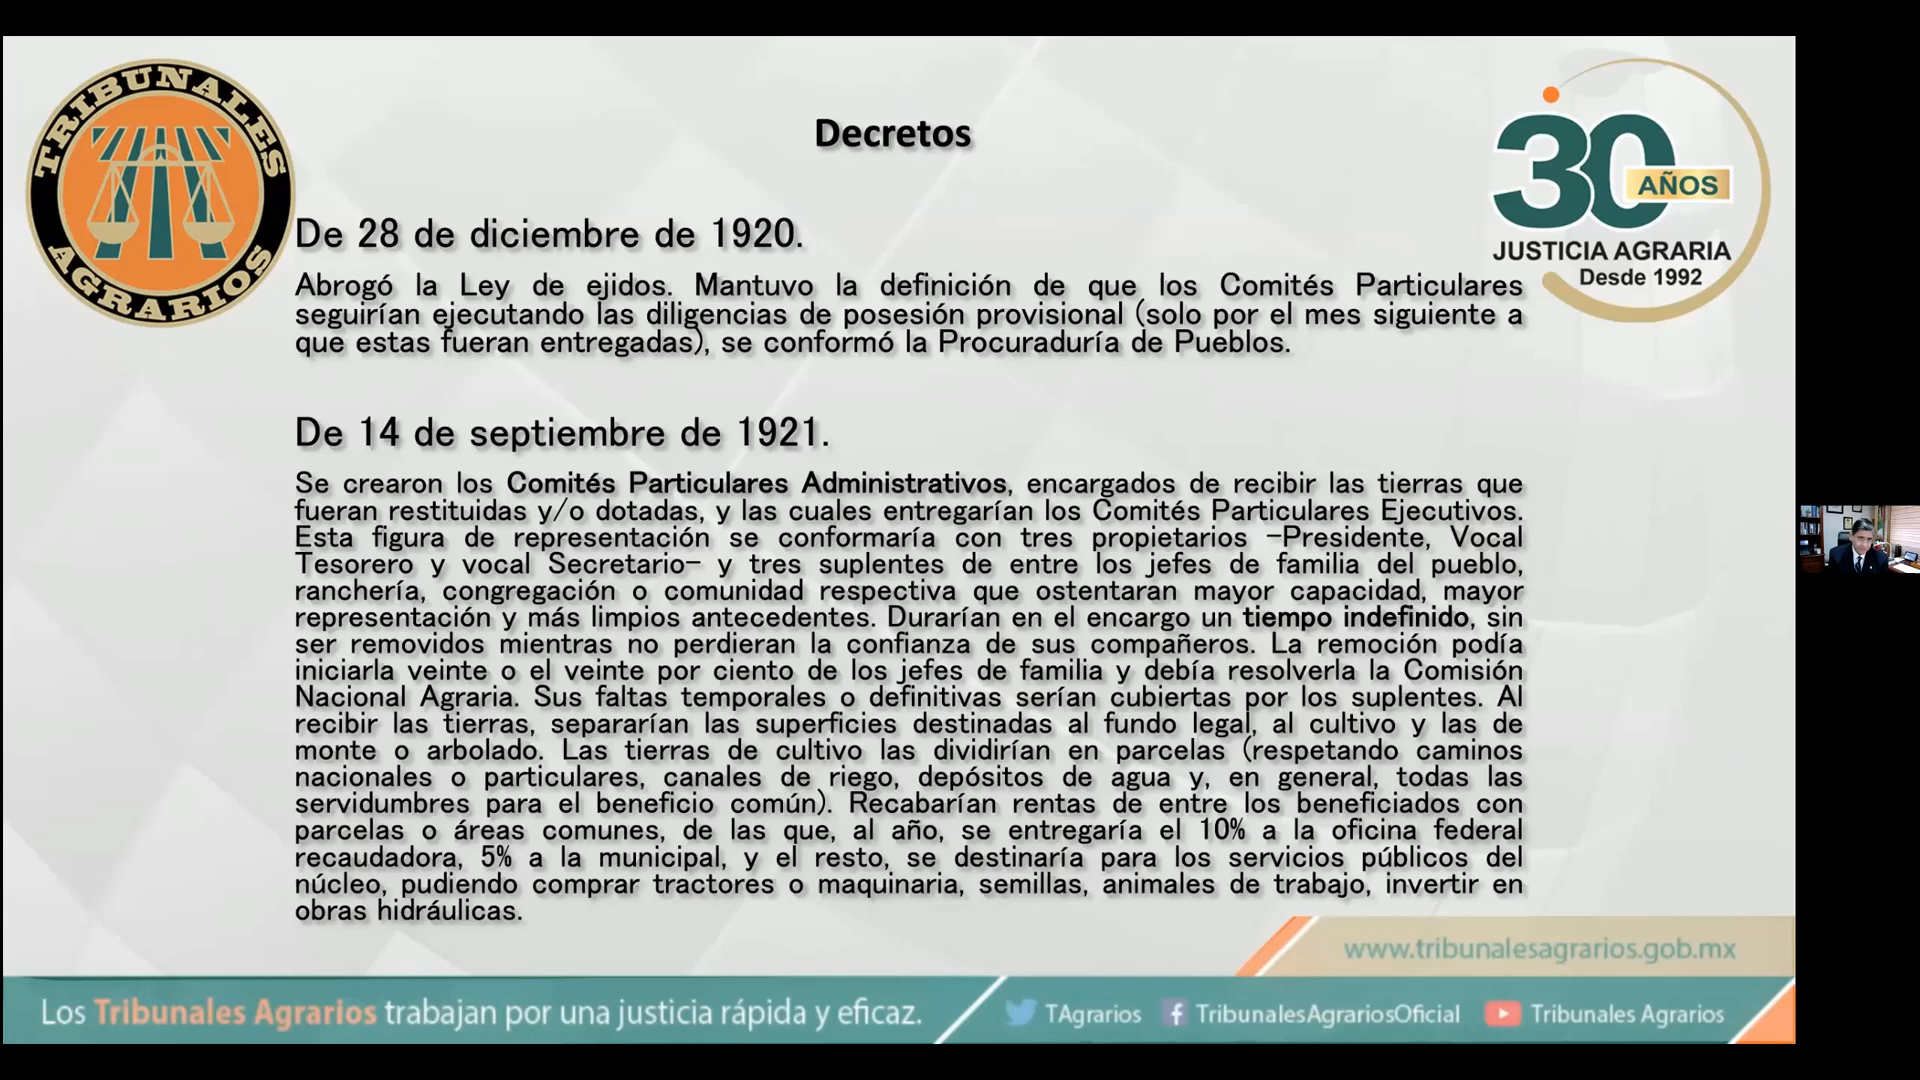 TRIBUNALES
AGRARIOS
Decretos
30
AÑOS
JUSTICIA AGRARIA
Desde 1992
De 28 de diciembre de 1920.
Abrogó la Ley de ejidos. Mantuvo la definición de que los Comités Particulares
seguirían ejecutando las diligencias de posesión provisional (solo por el mes siguiente a
que estas fueran entregadas), se conformó la Procuraduría de Pueblos.
De 14 de septiembre de 1921.
Se crearon los Comités Particulares Administrativos, encargados de recibir las tierras que
fueran restituidas y/o dotadas, y las cuales entregarían los Comités Particulares Ejecutivos.
Esta figura de representación se conformaría con tres propietarios –Presidente, Vocal
Tesorero y vocal Secretario– y tres suplentes de entre los jefes de familia del pueblo,
ranchería, congregación o comunidad respectiva que ostentaran mayor capacidad, mayor
representación y más limpios antecedentes. Durarían en el encargo un tiempo indefinido, sin
ser removidos mientras no perdieran la confianza de sus compañeros. La remoción podía
iniciarla veinte o el veinte por ciento de los jefes de familia y debía resolverla la Comisión
Nacional Agraria. Sus faltas temporales o definitivas serían cubiertas por los suplentes. Al
recibir las tierras, separarían las superficies destinadas al fundo legal, al cultivo y las de
monte o arbolado. Las tierras de cultivo las dividirían en parcelas (respetando caminos
nacionales o particulares, canales de riego, depósitos de agua y, en general, todas las
servidumbres para el beneficio común). Recabarían rentas de entre los beneficiados con
parcelas o áreas comunes, de las que, al año, se entregaría el 10% a la oficina federal
recaudadora, 5% a la municipal, y el resto, se destinaría para los servicios públicos del
núcleo, pudiendo comprar tractores o maquinaria, semillas, animales de trabajo, invertir en
obras hidráulicas.
www.tribunalesagrarios.gob.mx
Los Tribunales Agrarios trabajan por una justicia rápida y eficaz.
TAgrarios
TribunalesAgrariosOficial
Tribunales Agrarios